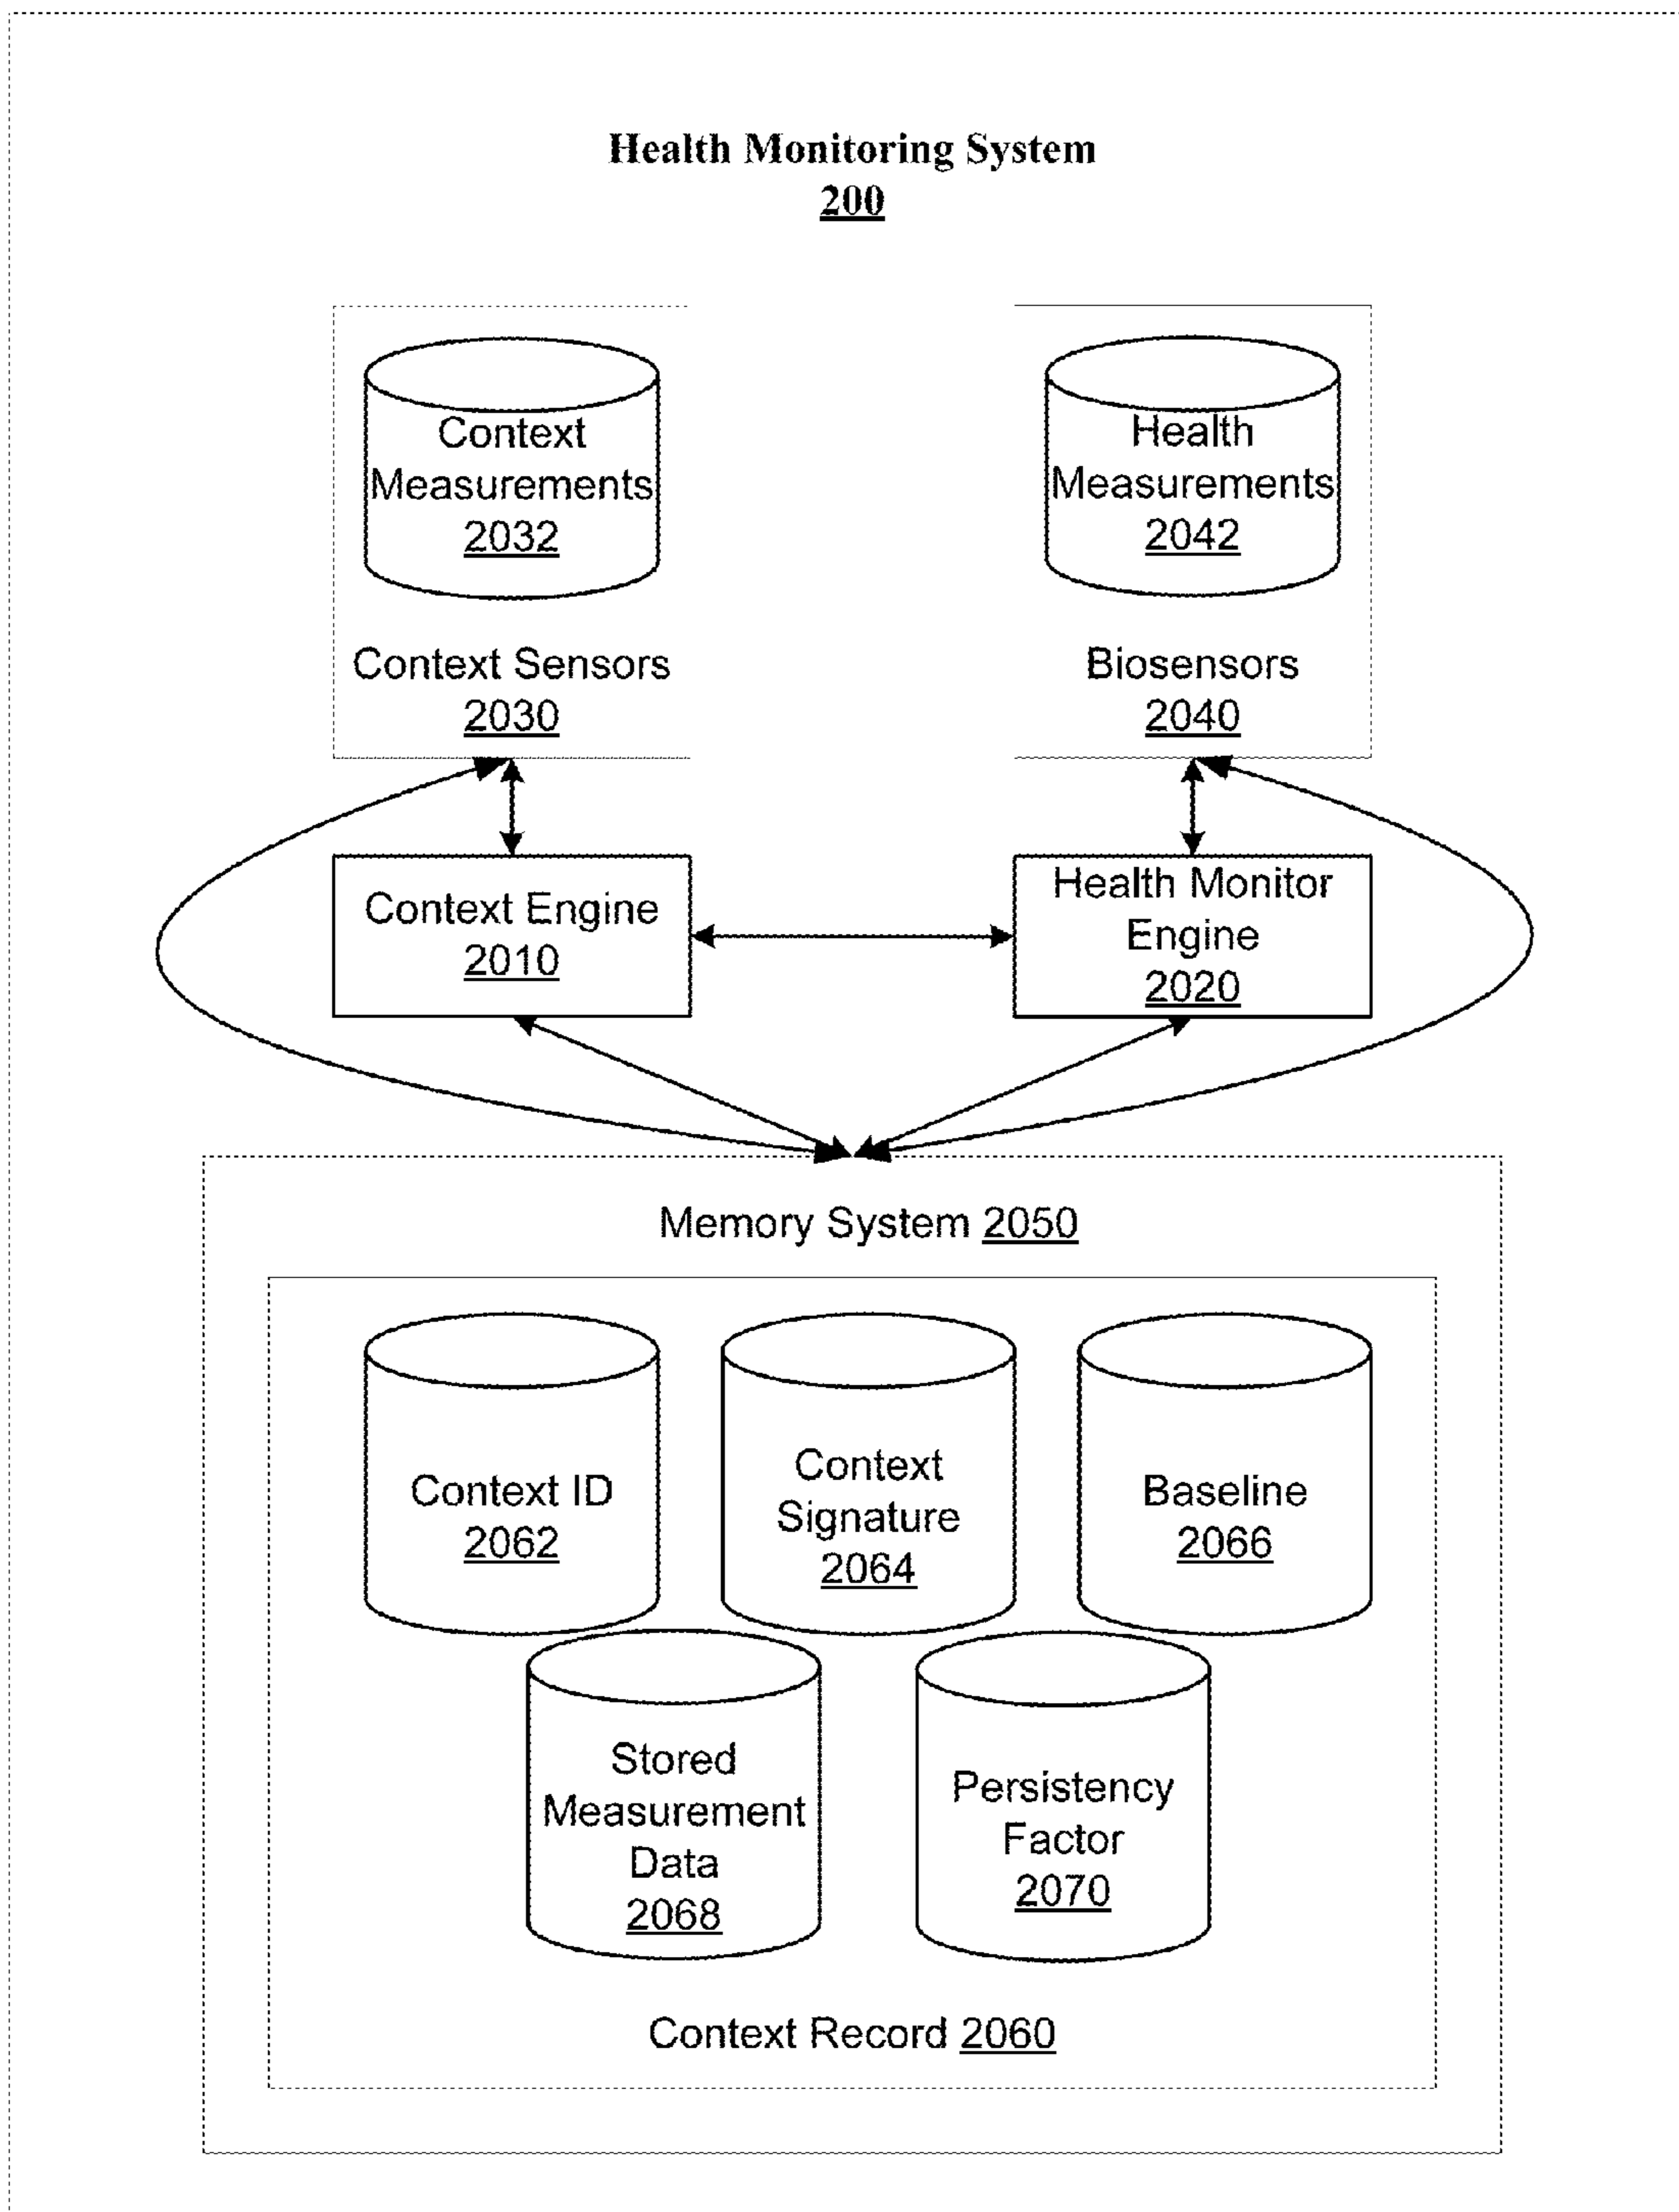 Health Monitoring System
200
Context
Measurements
2032
Context Sensors
2030
Health
Measurements
2042
Biosensors
2040
Context Engine
2010
Health Monitor
Engine
2020
Memory System 2050
Context ID
2062
Context
Signature
2064
Baseline
2066
Stored
Measurement
Data
2068
Persistency
Factor
2070
Context Record 2060